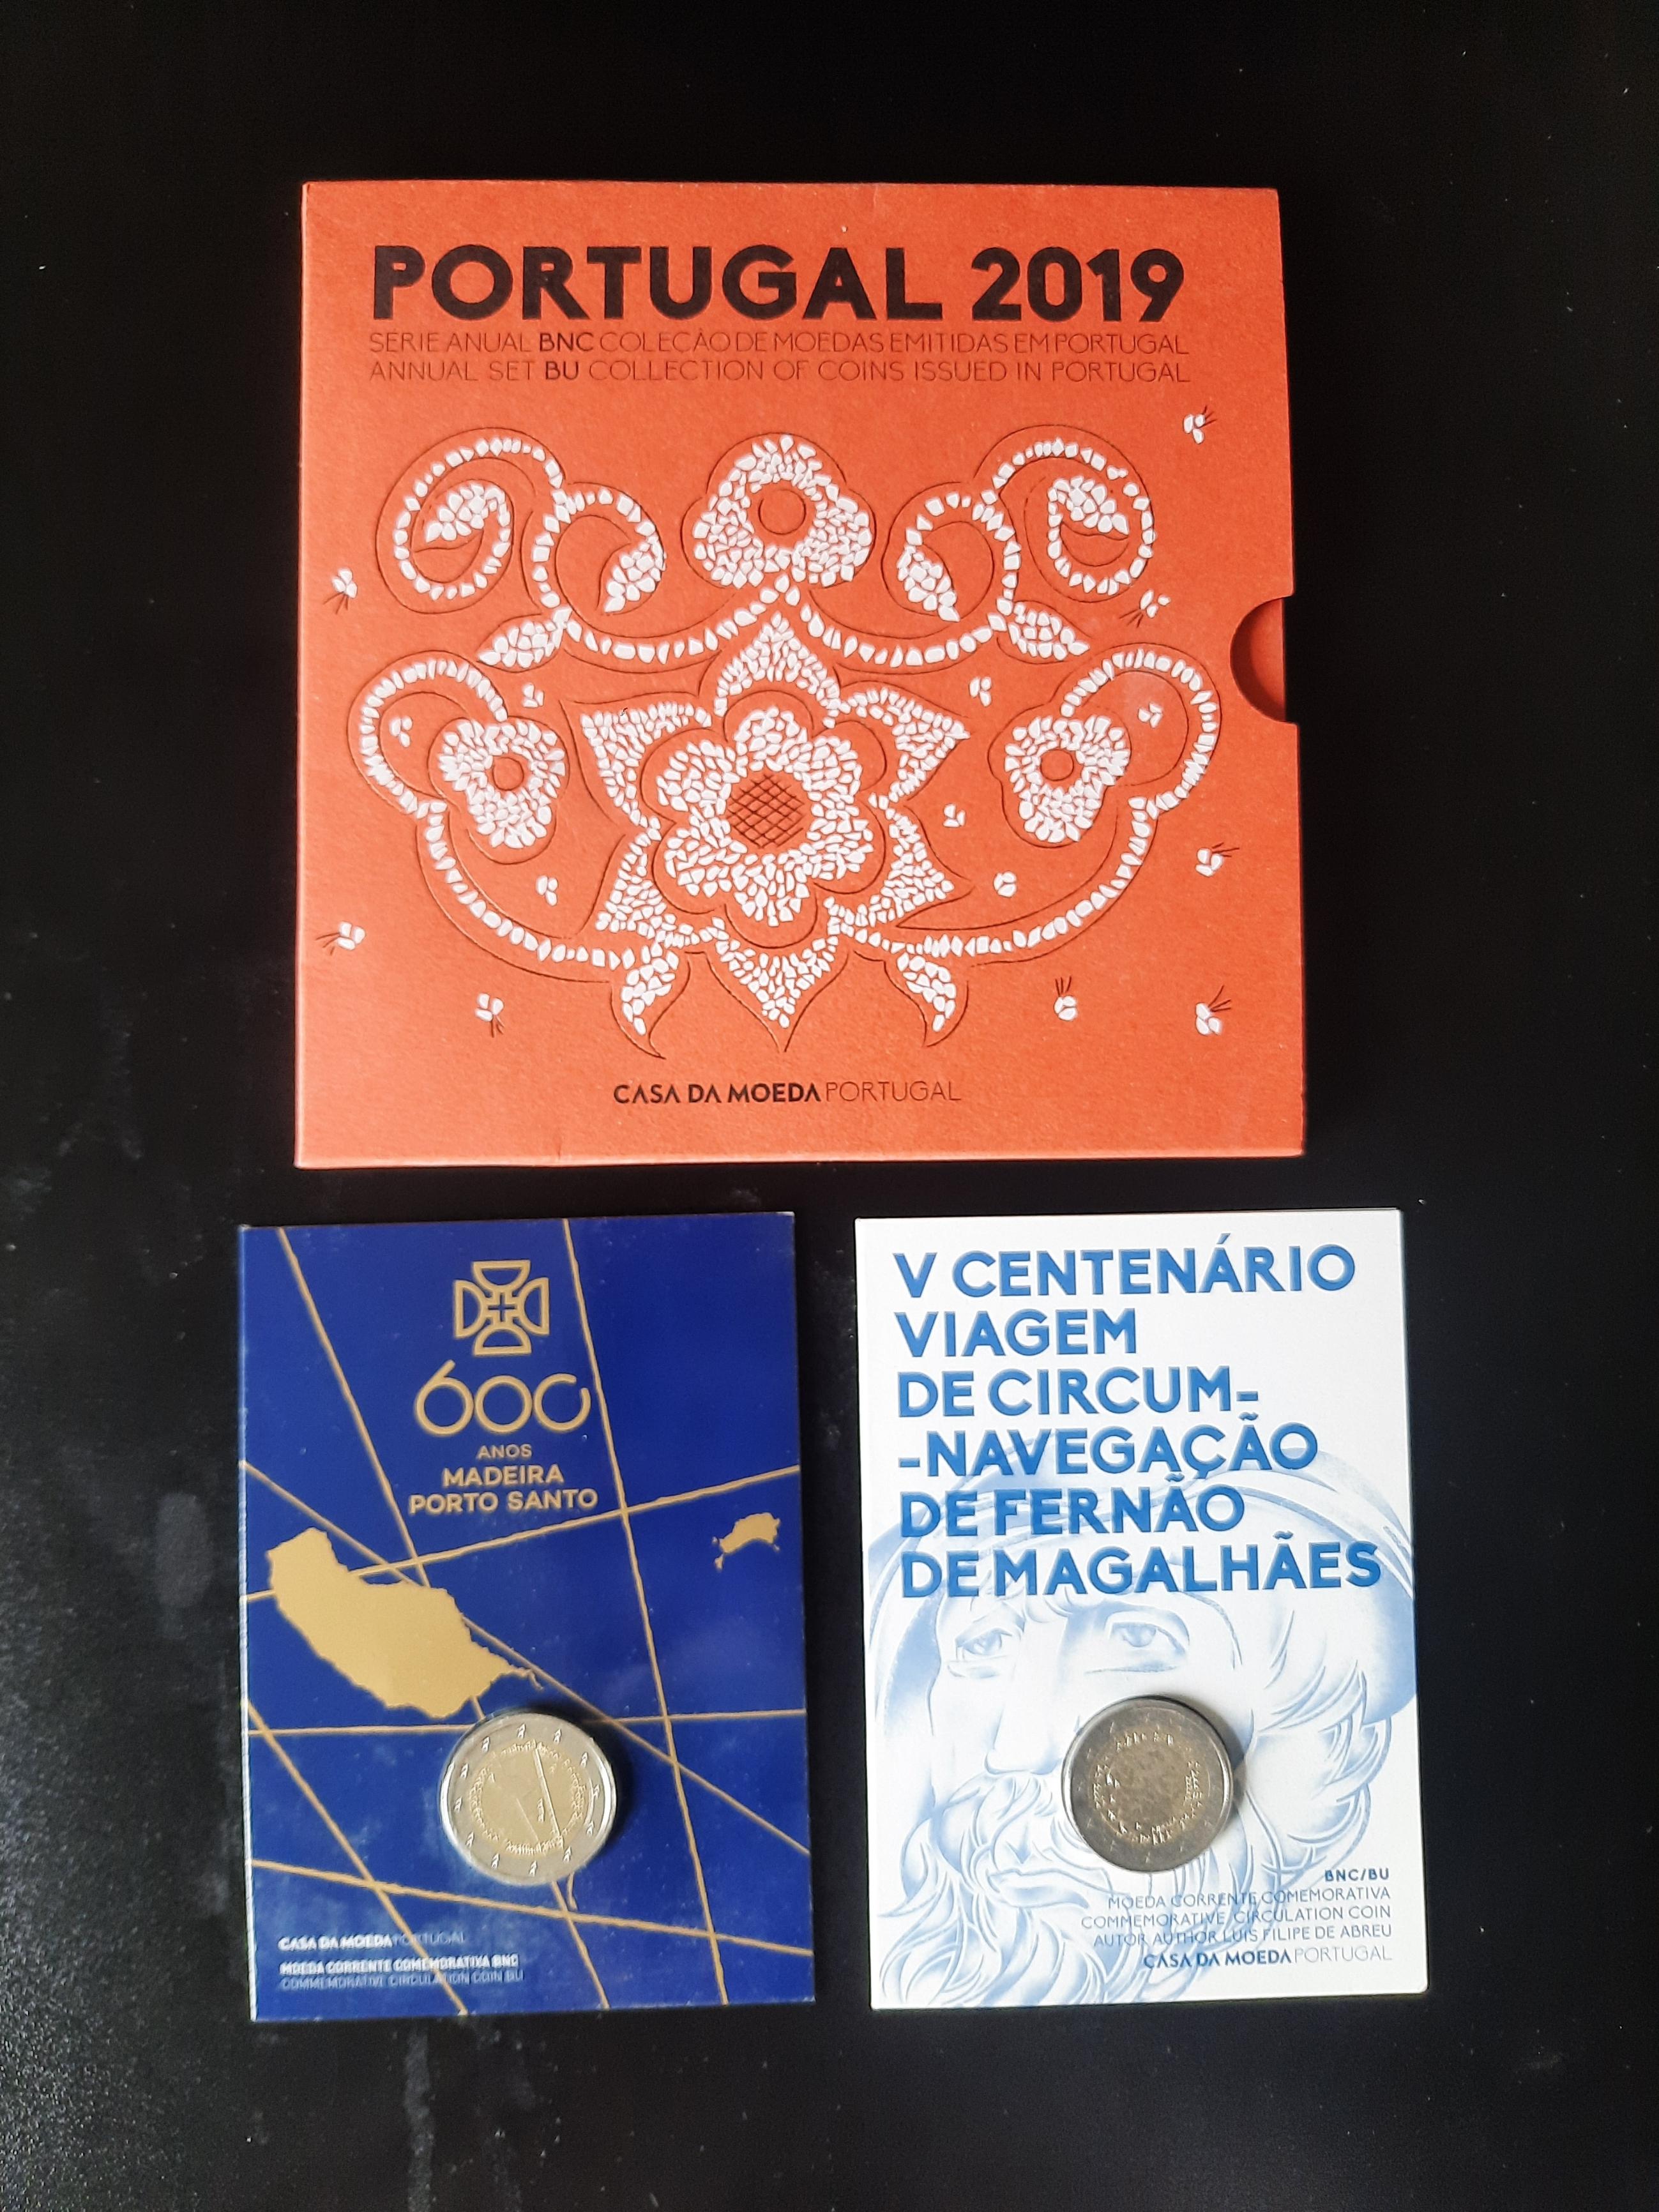 PORTUGAL 2019
SERIE ANUAL BNC COLEÇÃO DE MOEDAS EMITIDAS EM PORTUGAL
ANNUAL SET BU COLLECTION OF COINS ISSUED IN PORTUGAL
CASA DA MOEDA PORTUGAL
600
ANOS
MADEIRA
PORTO SANTO
CASA DA MOEDA PORTUGAL
MOEDA CORRENTE COMEMORATIVA BNC
COMMEMORATIVE CIRCULATION COIN BU
V CENTENÁRIO
VIAGEM
DE CIRCUM-
-NAVEGAÇÃO
DE FERNÃO
DE MAGALHÃES
BNC/BU
MOEDA CORRENTE COMEMORATIVA
COMMEMORATIVE CIRCULATION COIN
AUTOR AUTHOR LUIS FILIPE DE ABREU
CASA DA MOEDA PORTUGAL